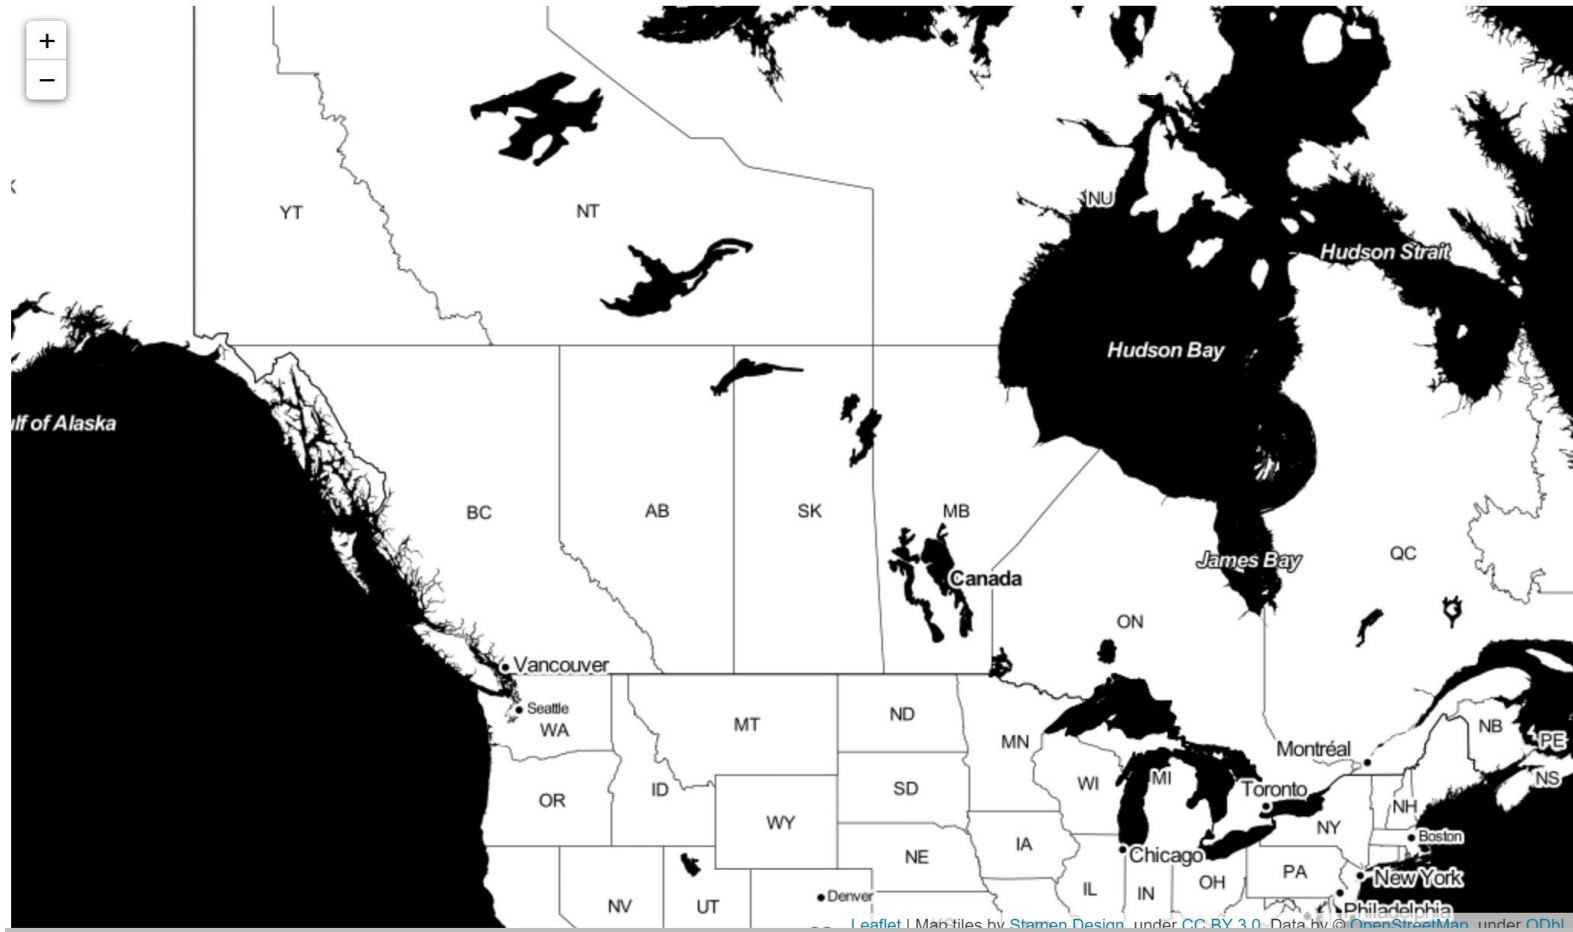 +
−
YT
NT
NU
Hudson Strait
Hudson Bay
lf of Alaska
BC
AB
SK
MB
James Bay
QC
Canada
ON
Vancouver
Seattle
WA
MT
ND
MN
NB
PE
Montréal
NS
WI
MI
OR
ID
SD
Toronto
NH
WY
NY
Boston
IA
NE
Chicago
PA
New York
OH
IL
IN
NV
UT
Denver
Philadelphia
Leaflet | Map tiles by Stamen Design, under CC BY 3.0. Data by © OpenStreetMap, under ODbL